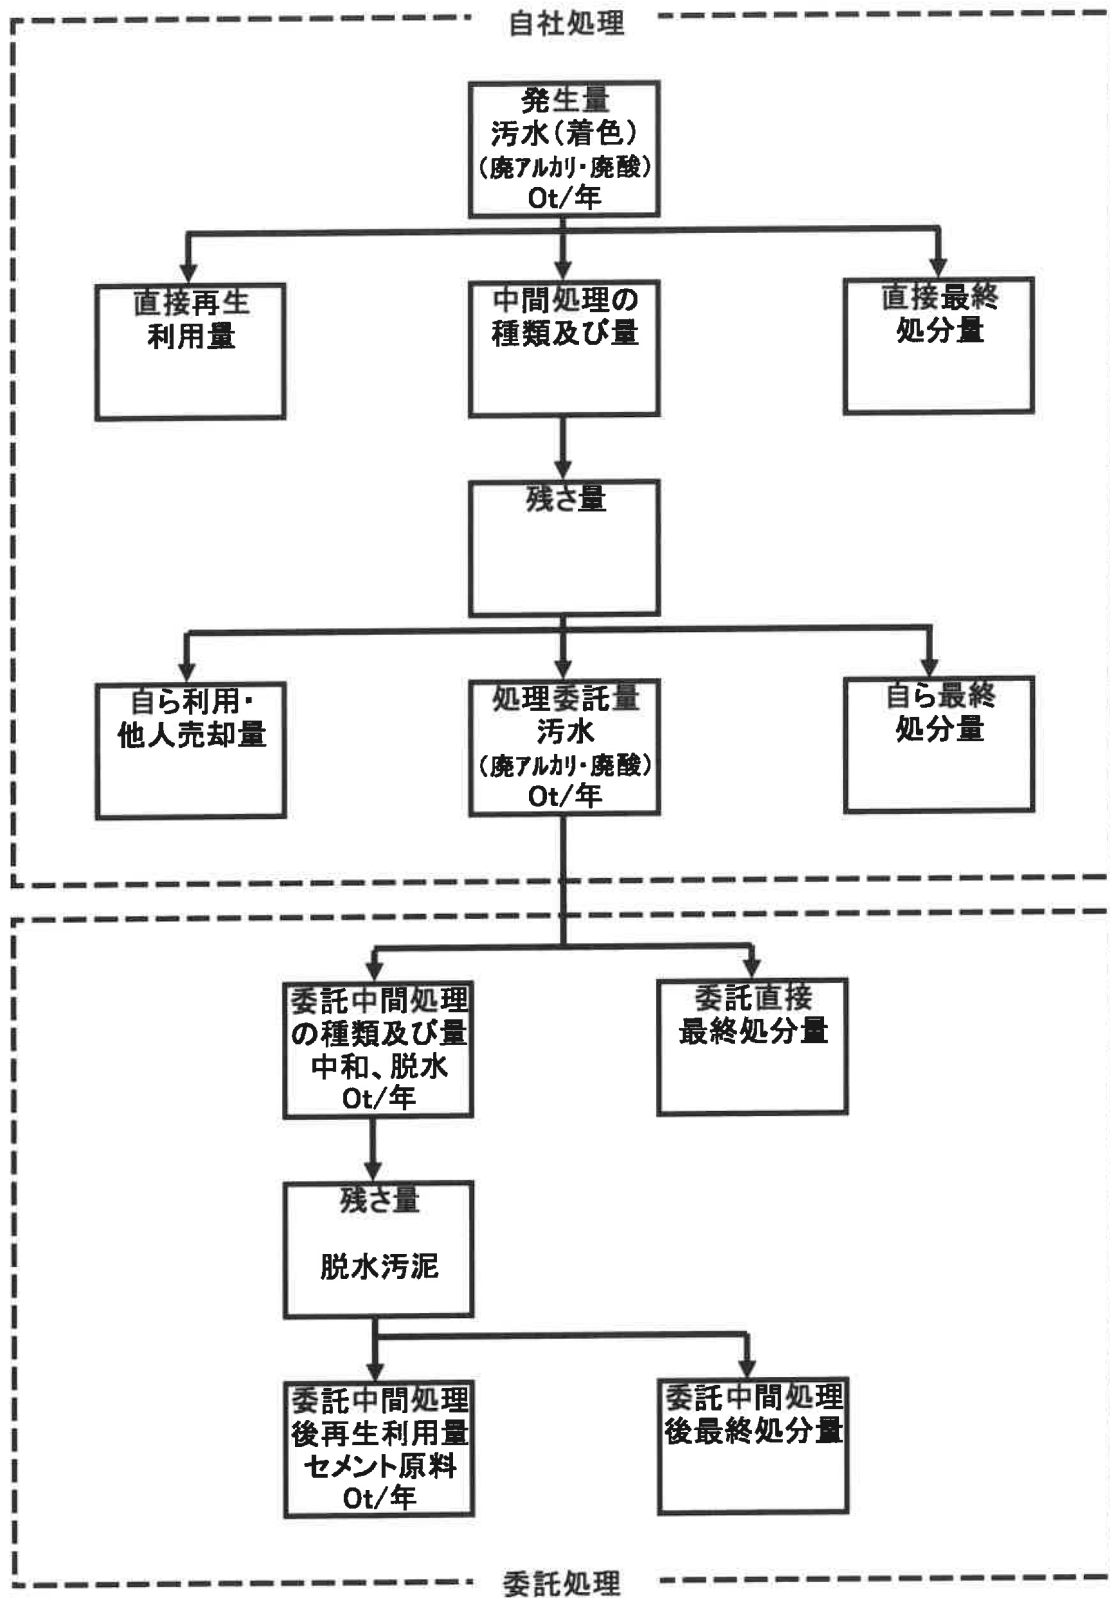 自社処理
発生量
汚水(着色)
(廃アルカリ・廃酸)
0t/年
直接再生
利用量
中間処理の
種類及び量
直接最終
処分量
残さ量
自ら利用・
他人売却量
処理委託量
汚水
(廃アルカリ・廃酸)
0t/年
自ら最終
処分量
委託中間処理
の種類及び量
中和、脱水
0t/年
委託直接
最終処分量
残さ量
脱水汚泥
委託中間処理
後再生利用量
セメント原料
0t/年
委託中間処理
後最終処分量
委託処理